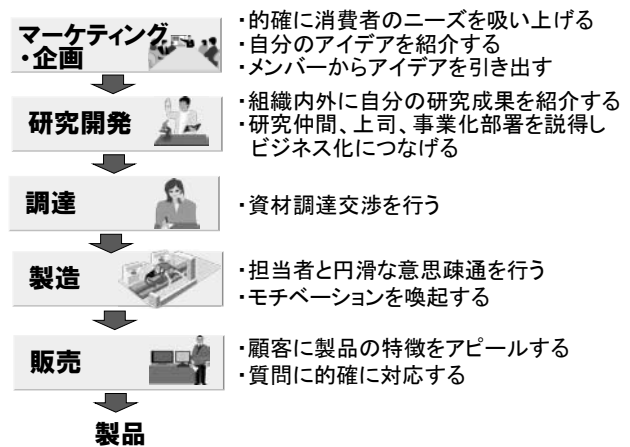 マーケティング
・企画
・的確に消費者のニーズを吸い上げる
・自分のアイデアを紹介する
・メンバーからアイデアを引き出す
研究開発
・組織内外に自分の研究成果を紹介する
・研究仲間、上司、事業化部署を説得し
ビジネス化につなげる
調達
・資材調達交渉を行う
製造
・担当者と円滑な意思疎通を行う
・モチベーションを喚起する
販売
・顧客に製品の特徴をアピールする
・質問に的確に対応する
製品